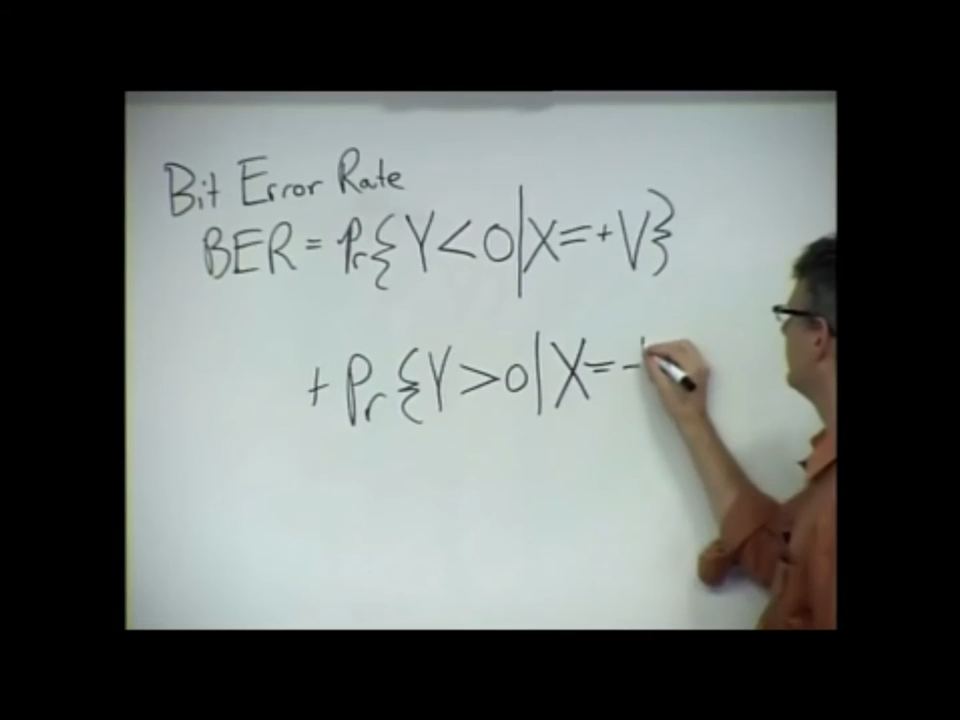 Bit Error Rate
BER = Pr{Y<0|X=+V}
+ Pr{Y>0|X=-